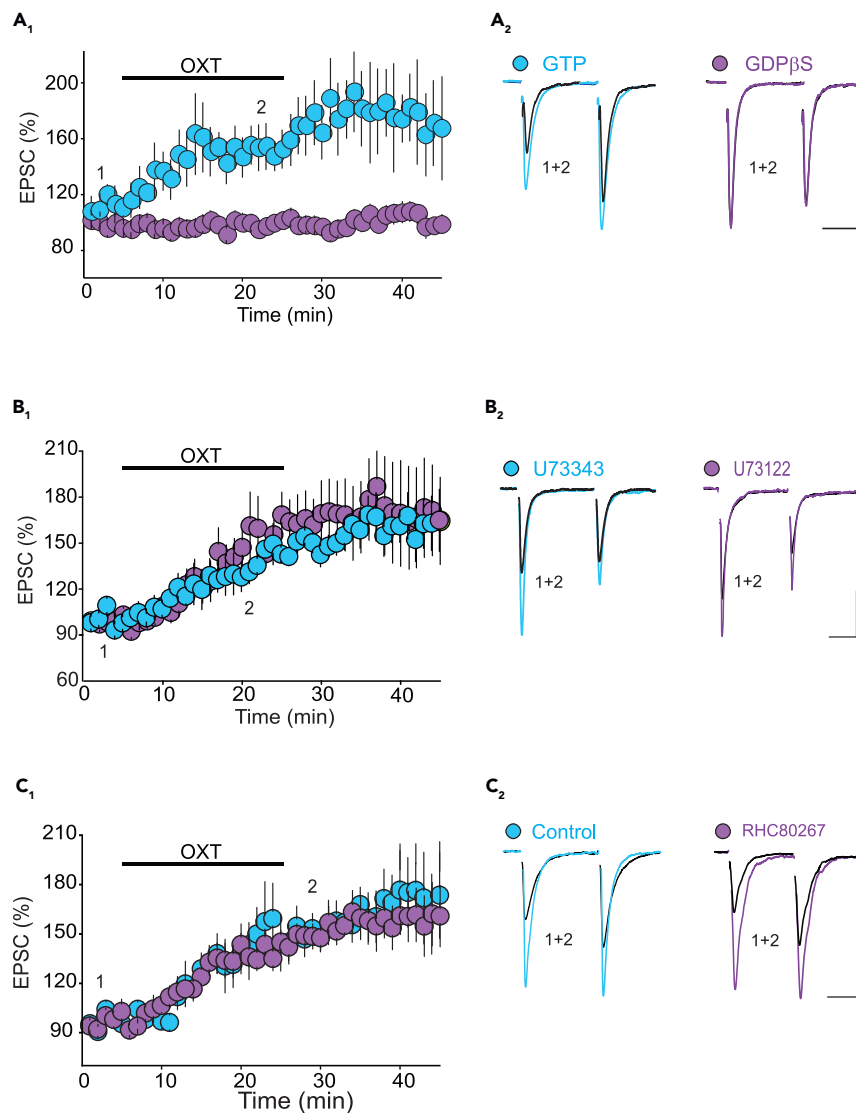 A1
OXT
1
2
EPSC (%)
200
160
120
80
0 10 20 30 40
Time (min)
A2
GTP
GDPβS
1+2
1+2
B1
OXT
1
2
EPSC (%)
210
180
150
120
90
60
0 10 20 30 40
Time (min)
B2
U73343
U73122
1+2
1+2
C1
OXT
1
2
EPSC (%)
210
180
150
120
90
0 10 20 30 40
Time (min)
C2
Control
RHC80267
1+2
1+2